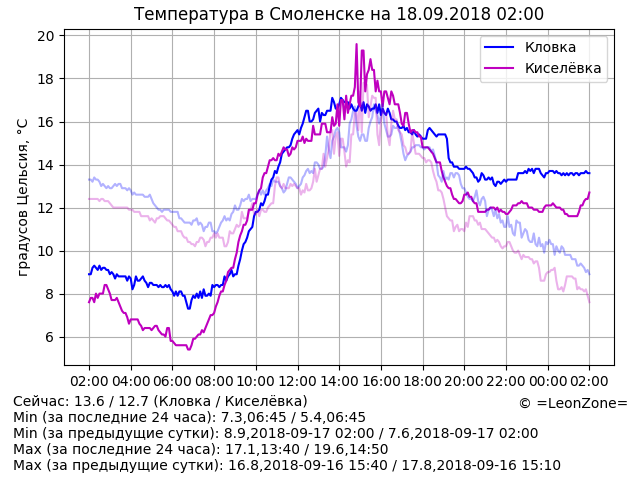 Температура в Смоленске на 18.09.2018 02:00
20
18
16
14
12
10
8
6
градусов Цельсия, °C
Кловка
Киселёвка
02:00 04:00 06:00 08:00 10:00 12:00 14:00 16:00 18:00 20:00 22:00 00:00 02:00
Сейчас: 13.6 / 12.7 (Кловка / Киселёвка)
© =LeonZone=
Min (за последние 24 часа): 7.3,06:45 / 5.4,06:45
Min (за предыдущие сутки): 8.9,2018-09-17 02:00 / 7.6,2018-09-17 02:00
Max (за последние 24 часа): 17.1,13:40 / 19.6,14:50
Max (за предыдущие сутки): 16.8,2018-09-16 15:40 / 17.8,2018-09-16 15:10